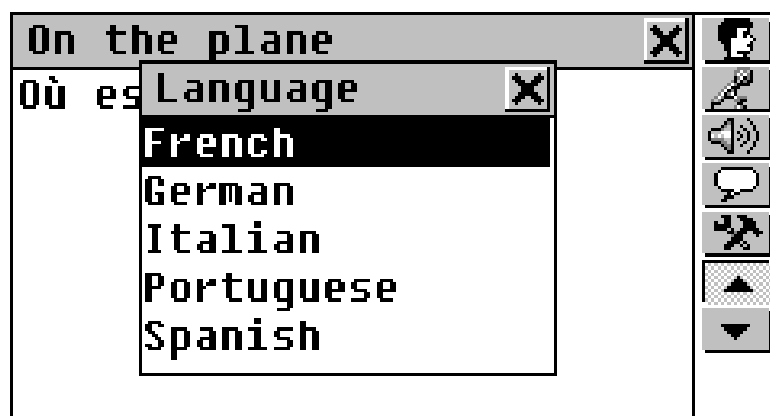 On the plane
Où es
Language
French
German
Italian
Portuguese
Spanish